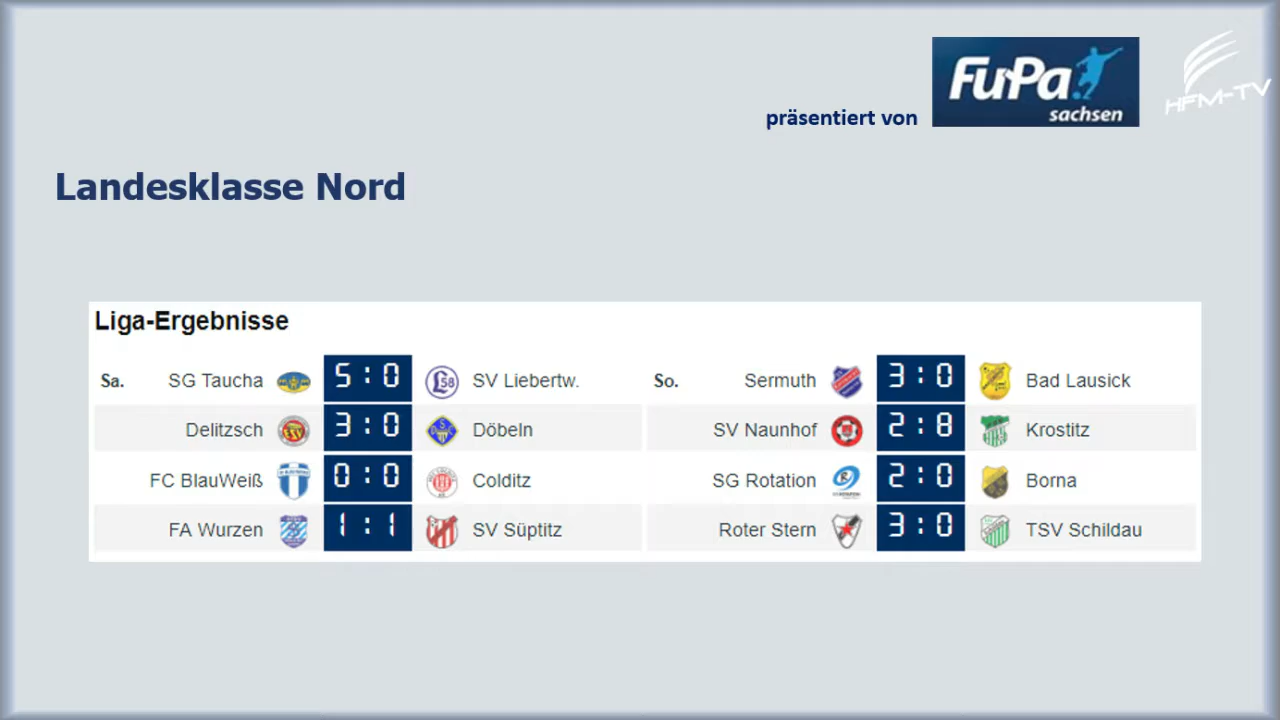 präsentiert von
FuPa
sachsen
HFM-TV
Landesklasse Nord
Liga-Ergebnisse
Sa. SG Taucha 5 : 0 SV Liebertw. So. Sermuth 3 : 0 Bad Lausick
Delitzsch 3 : 0 Döbeln SV Naunhof 2 : 8 Krostitz
FC BlauWeiß 0 : 0 Colditz SG Rotation 2 : 0 Borna
FA Wurzen 1 : 1 SV Süptitz Roter Stern 3 : 0 TSV Schildau